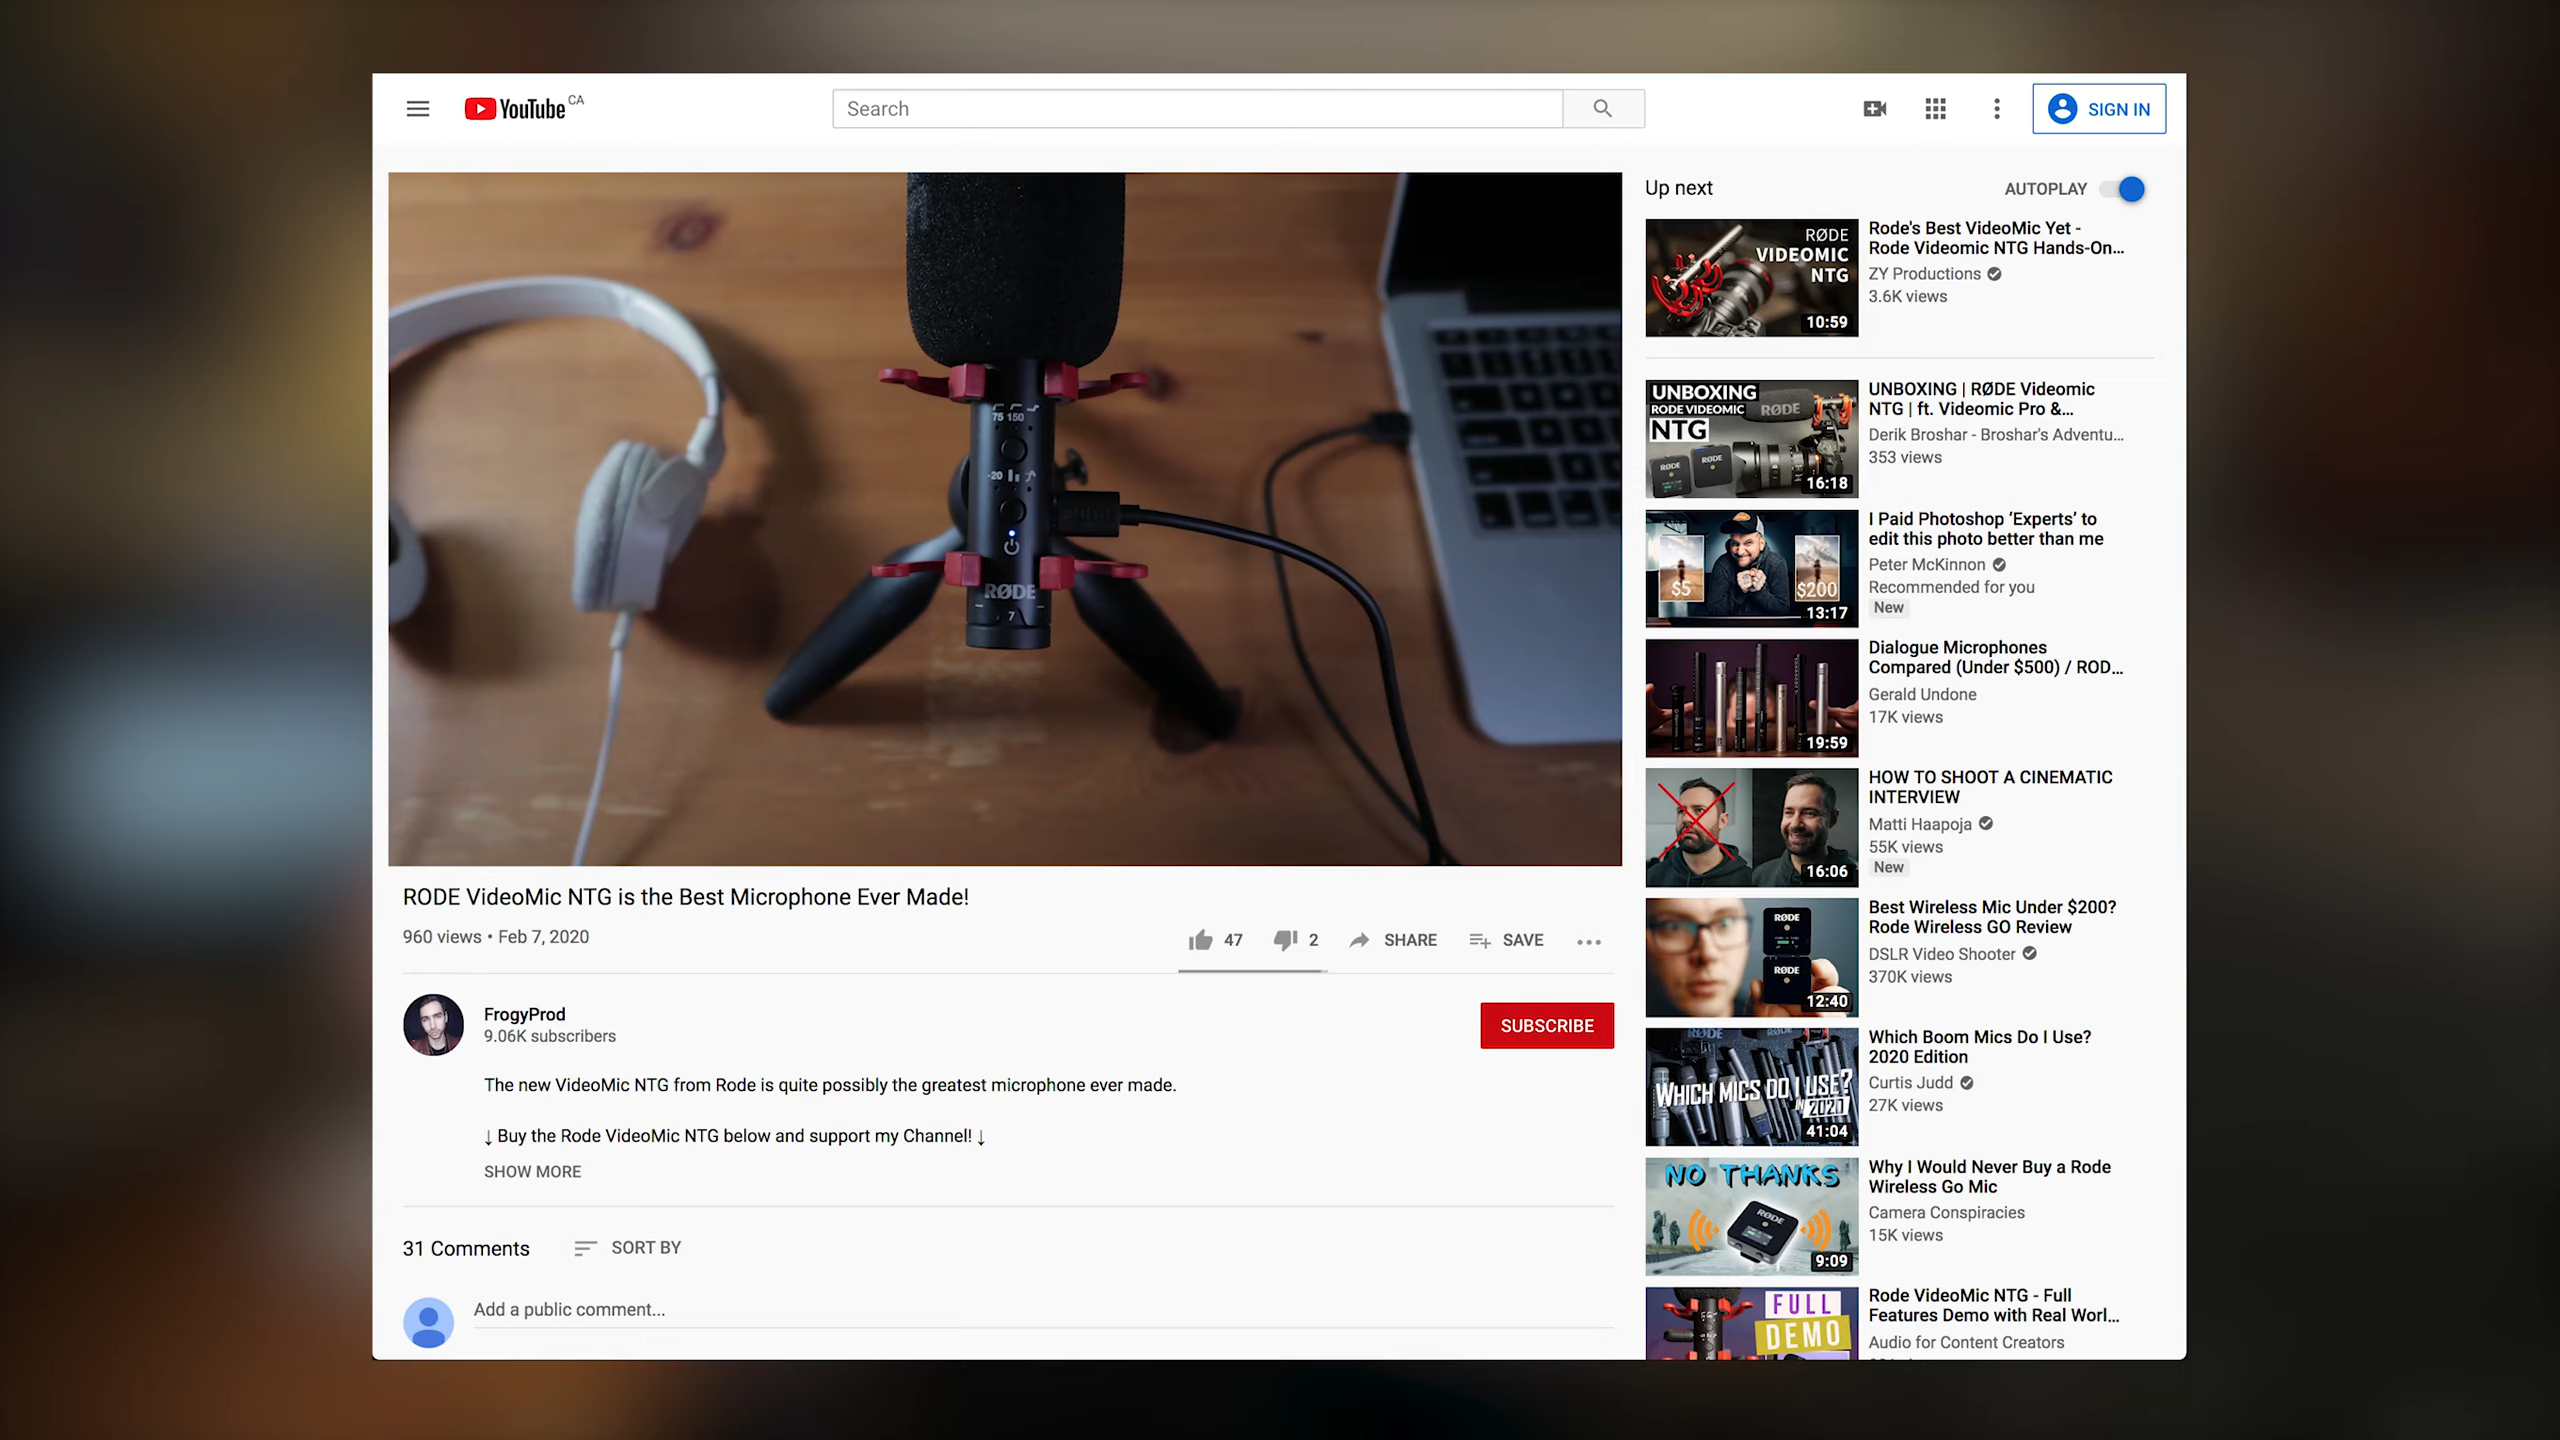 YouTube CA
Search
SIGN IN
75 150
-20
RØDE
7
RODE VideoMic NTG is the Best Microphone Ever Made!
960 views • Feb 7, 2020
47
2
SHARE
SAVE
FrogyProd
9.06K subscribers
SUBSCRIBE
The new VideoMic NTG from Rode is quite possibly the greatest microphone ever made.
↓ Buy the Rode VideoMic NTG below and support my Channel! ↓
SHOW MORE
31 Comments
SORT BY
Add a public comment...
Up next
AUTOPLAY
RØDE
VIDEOMIC
NTG
10:59
Rode's Best VideoMic Yet -
Rode Videomic NTG Hands-On...
ZY Productions
3.6K views
UNBOXING
RODE VIDEOMIC
NTG
RØDE
RØDE
RØDE
16:18
UNBOXING | RØDE Videomic
NTG | ft. Videomic Pro &...
Derik Broshar - Broshar's Adventu...
353 views
$5
$200
13:17
I Paid Photoshop ‘Experts’ to
edit this photo better than me
Peter McKinnon
Recommended for you
New
19:59
Dialogue Microphones
Compared (Under $500) / ROD...
Gerald Undone
17K views
16:06
HOW TO SHOOT A CINEMATIC
INTERVIEW
Matti Haapoja
55K views
New
RØDE
RØDE
12:40
Best Wireless Mic Under $200?
Rode Wireless GO Review
DSLR Video Shooter
370K views
WHICH MICS DO I USE?
IN 2020
41:04
Which Boom Mics Do I Use?
2020 Edition
Curtis Judd
27K views
NO THANKS
RØDE
9:09
Why I Would Never Buy a Rode
Wireless Go Mic
Camera Conspiracies
15K views
FULL
DEMO
Rode VideoMic NTG - Full
Features Demo with Real Worl...
Audio for Content Creators